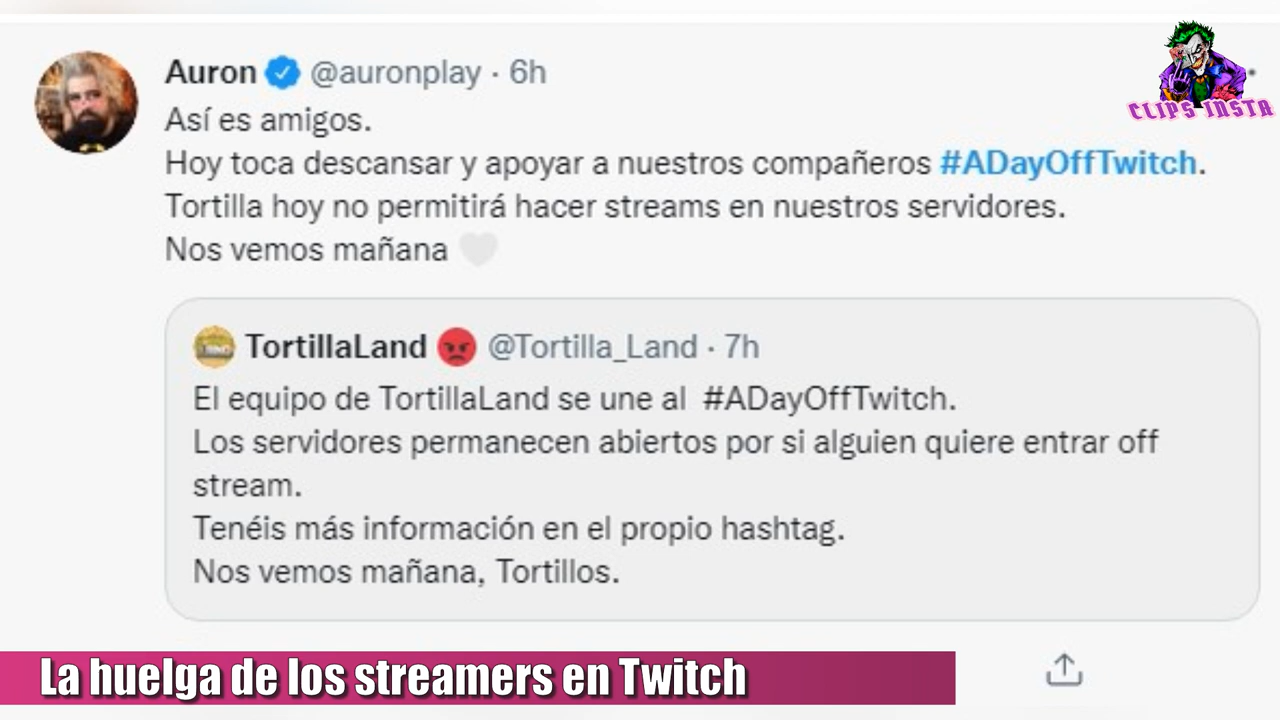 CLIPS INSTA
Auron @auronplay · 6h
Así es amigos.
Hoy toca descansar y apoyar a nuestros compañeros #ADayOffTwitch.
Tortilla hoy no permitirá hacer streams en nuestros servidores.
Nos vemos mañana 🤍
TortillaLand 😡 @Tortilla_Land · 7h
El equipo de TortillaLand se une al #ADayOffTwitch.
Los servidores permanecen abiertos por si alguien quiere entrar off
stream.
Tenéis más información en el propio hashtag.
Nos vemos mañana, Tortillos.
La huelga de los streamers en Twitch